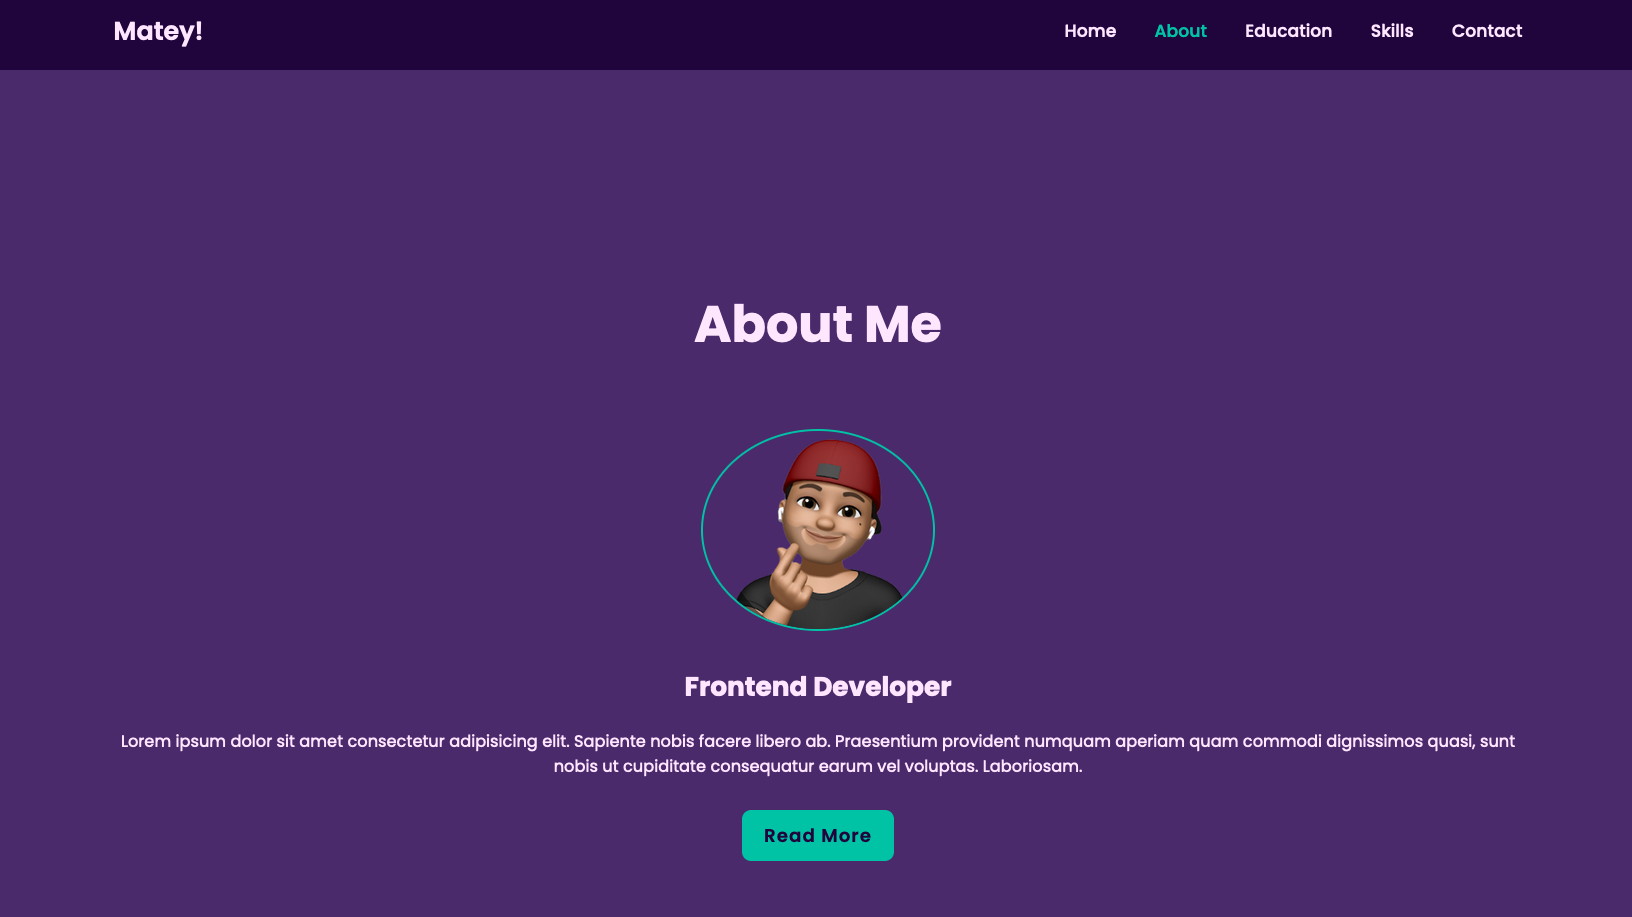 Matey!
Home About Education Skills Contact
About Me
Frontend Developer
Lorem ipsum dolor sit amet consectetur adipisicing elit. Sapiente nobis facere libero ab. Praesentium provident numquam aperiam quam commodi dignissimos quasi, sunt
nobis ut cupiditate consequatur earum vel voluptas. Laboriosam.
Read More